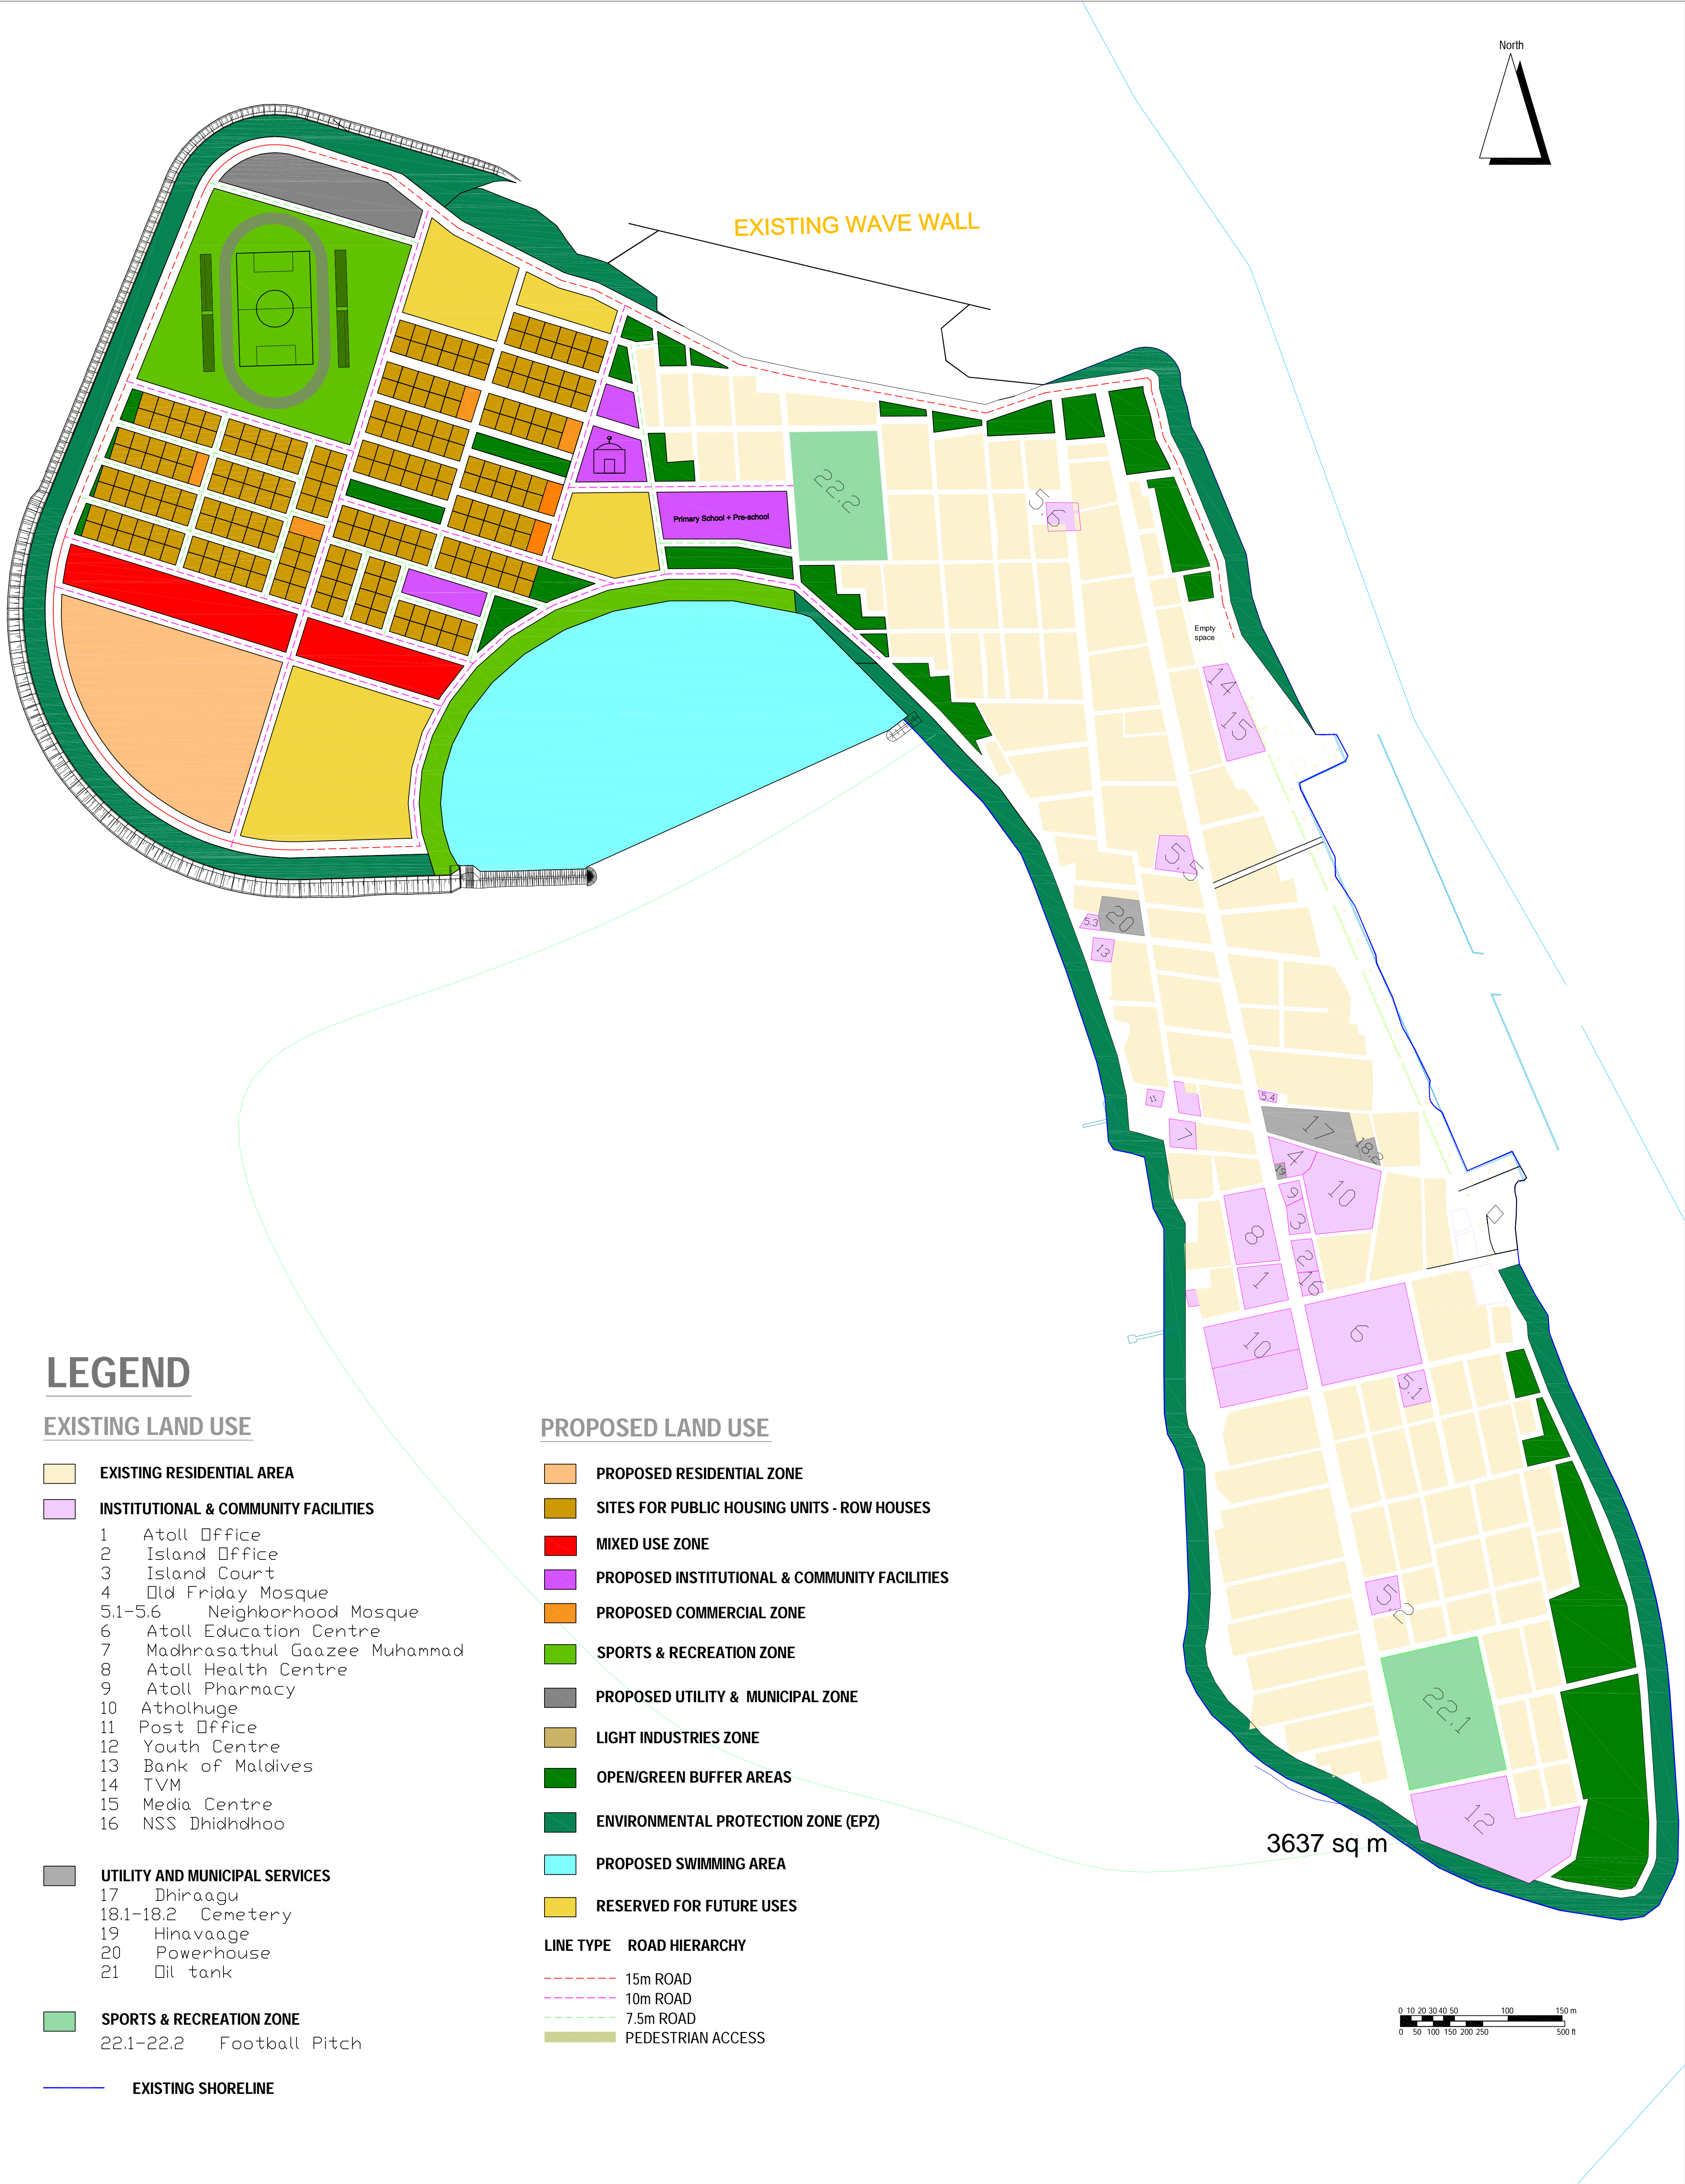 North
EXISTING WAVE WALL
22.2
5.6
Primary School + Pre-school
Empty
space
14
15
5.5
20
5.3
13
11
5.4
7
17
18.2
4
19
10
9
3
8
2
1
16
10
6
5.1
5.2
22.1
12
3637 sq m
LEGEND
EXISTING LAND USE
EXISTING RESIDENTIAL AREA
INSTITUTIONAL & COMMUNITY FACILITIES
1 Atoll Office
2 Island Office
3 Island Court
4 Old Friday Mosque
5.1-5.6 Neighborhood Mosque
6 Atoll Education Centre
7 Madhrasathul Gaazee Muhammad
8 Atoll Health Centre
9 Atoll Pharmacy
10 Atholhuge
11 Post Office
12 Youth Centre
13 Bank of Maldives
14 TVM
15 Media Centre
16 NSS Dhidhdhoo
UTILITY AND MUNICIPAL SERVICES
17 Dhiraagu
18.1-18.2 Cemetery
19 Hinavaage
20 Powerhouse
21 Oil tank
SPORTS & RECREATION ZONE
22.1-22.2 Football Pitch
EXISTING SHORELINE
PROPOSED LAND USE
PROPOSED RESIDENTIAL ZONE
SITES FOR PUBLIC HOUSING UNITS - ROW HOUSES
MIXED USE ZONE
PROPOSED INSTITUTIONAL & COMMUNITY FACILITIES
PROPOSED COMMERCIAL ZONE
SPORTS & RECREATION ZONE
PROPOSED UTILITY & MUNICIPAL ZONE
LIGHT INDUSTRIES ZONE
OPEN/GREEN BUFFER AREAS
ENVIRONMENTAL PROTECTION ZONE (EPZ)
PROPOSED SWIMMING AREA
RESERVED FOR FUTURE USES
LINE TYPE ROAD HIERARCHY
15m ROAD
10m ROAD
7.5m ROAD
PEDESTRIAN ACCESS
0 10 20 30 40 50 100 150 m
0 50 100 150 200 250 500 ft